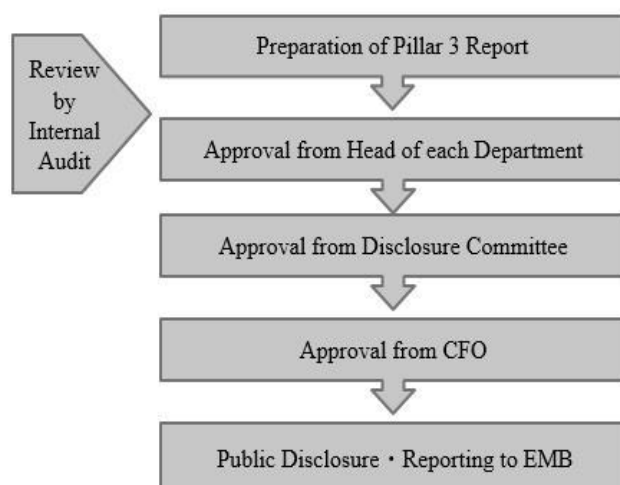 Review
by
Internal
Audit
Preparation of Pillar 3 Report
Approval from Head of each Department
Approval from Disclosure Committee
Approval from CFO
Public Disclosure・Reporting to EMB